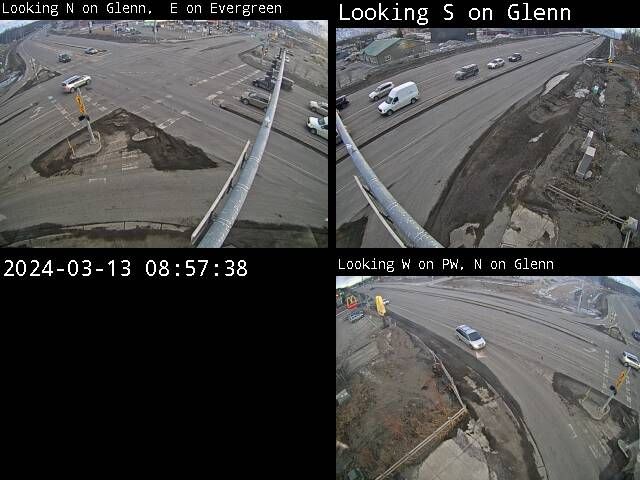 Looking N on Glenn,  E on Evergreen
Looking S on Glenn
2024-03-13 08:57:38
Looking W on PW, N on Glenn